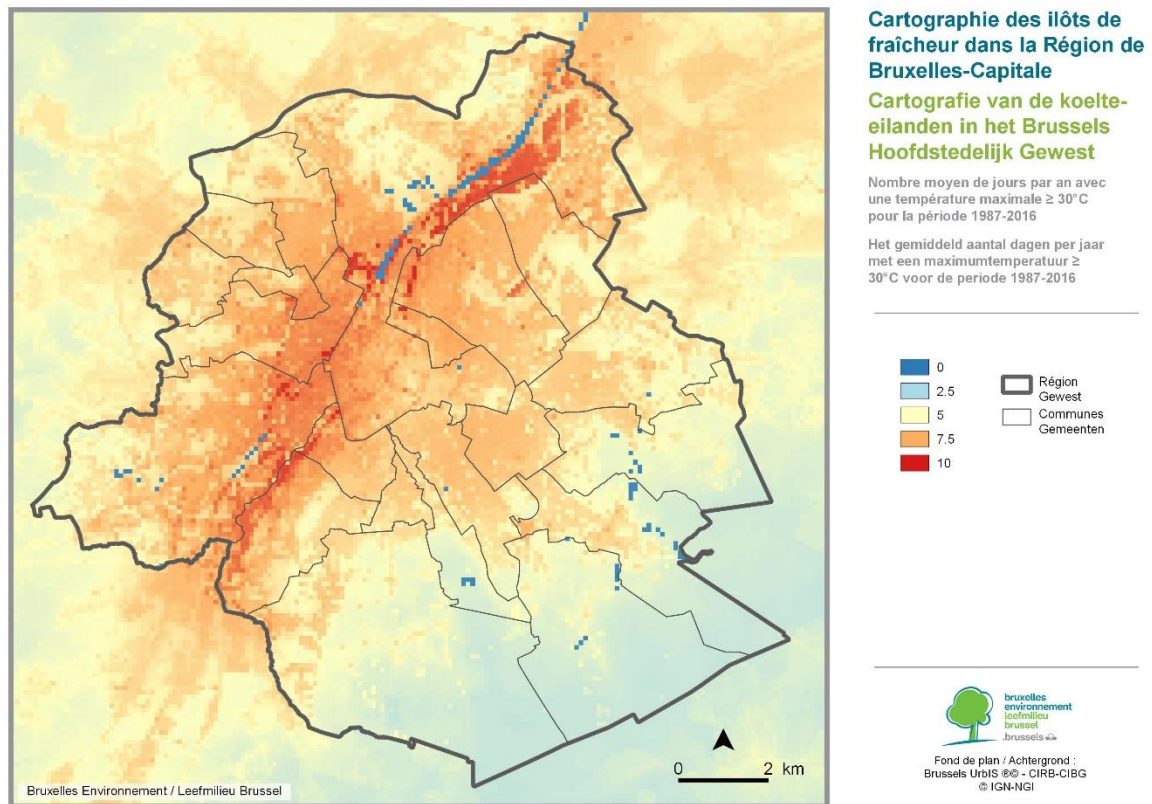 Cartographie des ilôts de
fraîcheur dans la Région de
Bruxelles-Capitale
Cartografie van de koelte-
eilanden in het Brussels
Hoofdstedelijk Gewest
Nombre moyen de jours par an avec
une température maximale ≥ 30°C
pour la période 1987-2016
Het gemiddeld aantal dagen per jaar
met een maximumtemperatuur ≥
30°C voor de periode 1987-2016
0
2.5
5
7.5
10
Région
Gewest
Communes
Gemeenten
0 2 km
Bruxelles Environnement / Leefmilieu Brussel
bruxelles
environnement
leefmilieu
brussel
.brussels
Fond de plan / Achtergrond :
Brussels UrbIS ®© - CIRB-CIBG
© IGN-NGI